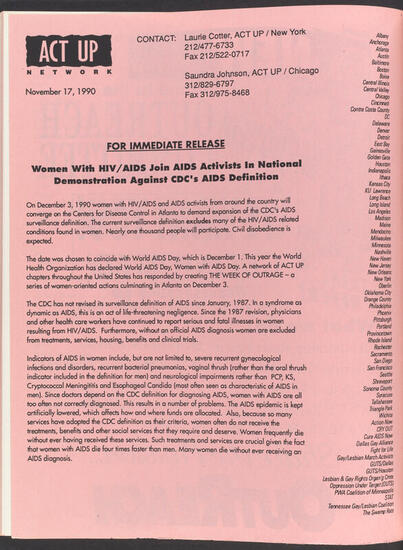 ACT UP
NETWORK
November 17, 1990
CONTACT: Laurie Cotter, ACT UP / New York
212/477-6733
Fax 212/522-0717
Saundra Johnson, ACT UP / Chicago
312/829-6797
Fax 312/975-8468
FOR IMMEDIATE RELEASE
Women With HIV/AIDS Join AIDS Activists In National
Demonstration Against CDC's AIDS Definition
On December 3, 1990 women with HIV/AIDS and AIDS activists from around the country will
converge on the Centers for Disease Control in Atlanta to demand expansion of the CDC's AIDS
surveillance definition. The current surveillance definition excludes many of the HIV/AIDS related
conditions found in women. Nearly one thousand people will participate. Civil disobedience is
expected.
The date was chosen to coincide with World AIDS Day, which is December 1. This year the World
Health Organization has declared World AIDS Day, Women with AIDS Day. A network of ACT UP
chapters throughout the United States has responded by creating THE WEEK OF OUTRAGE – a
series of women-oriented actions culminating in Atlanta on December 3.
The CDC has not revised its surveillance definition of AIDS since January, 1987. In a syndrome as
dynamic as AIDS, this is an act of life-threatening negligence. Since the 1987 revision, physicians
and other health care workers have continued to report serious and fatal illnesses in women
resulting from HIV/AIDS. Furthermore, without an official AIDS diagnosis women are excluded
from treatments, services, housing, benefits and clinical trials.
Indicators of AIDS in women include, but are not limited to, severe recurrent gynecological
infections and disorders, recurrent bacterial pneumonias, vaginal thrush (rather than the oral thrush
indicator included in the definition for men) and neurological impairments rather than PCP, KS,
Cryptococcal Meningititis and Esophageal Candida (most often seen as characteristic of AIDS in
men). Since doctors depend on the CDC definition for diagnosing AIDS, women with AIDS are all
too often not correctly diagnosed. This results in a number of problems. The AIDS epidemic is kept
artificially lowered, which affects how and where funds are allocated. Also, because so many
services have adopted the CDC definition as their criteria, women often do not receive the
treatments, benefits and other social services that they require and deserve. Women frequently die
without ever having received these services. Such treatments and services are crucial given the fact
that women with AIDS die four times faster than men. Many women die without ever receiving an
AIDS diagnosis.
Albany
Anchorage
Atlanta
Austin
Baltimore
Boston
Boise
Central Illinois
Central Valley
Chicago
Cincinnati
Contra Costa County
DC
Delaware
Denver
Detroit
East Bay
Gainesville
Golden Gate
Houston
Indianapolis
Ithaca
Kansas City
KU Lawrence
Long Beach
Long Island
Los Angeles
Madison
Maine
Mendocino
Milwaukee
Minnesota
Nashville
New Haven
New Jersey
New Orleans
New York
Oberlin
Oklahoma City
Orange County
Philadelphia
Phoenix
Pittsburgh
Portland
Provincetown
Rhode Island
Rochester
Sacramento
San Diego
San Francisco
Seattle
Shreveport
Sonoma County
Syracuse
Tallahassee
Triangle Park
Wichita
Action Now
CRY OUT
Cure AIDS Now
Dallas Gay Alliance
Fight for Life
Gay/Lesbian March Activists
GUTS/Dallas
GUTS/Houston
Lesbian & Gay Rights Organ'g Cmte
Oppression Under Target (OUT!)
PWA Coalition of Minnesota
STAT
Tennessee Gay/Lesbian Coalition
The Swamp Rats